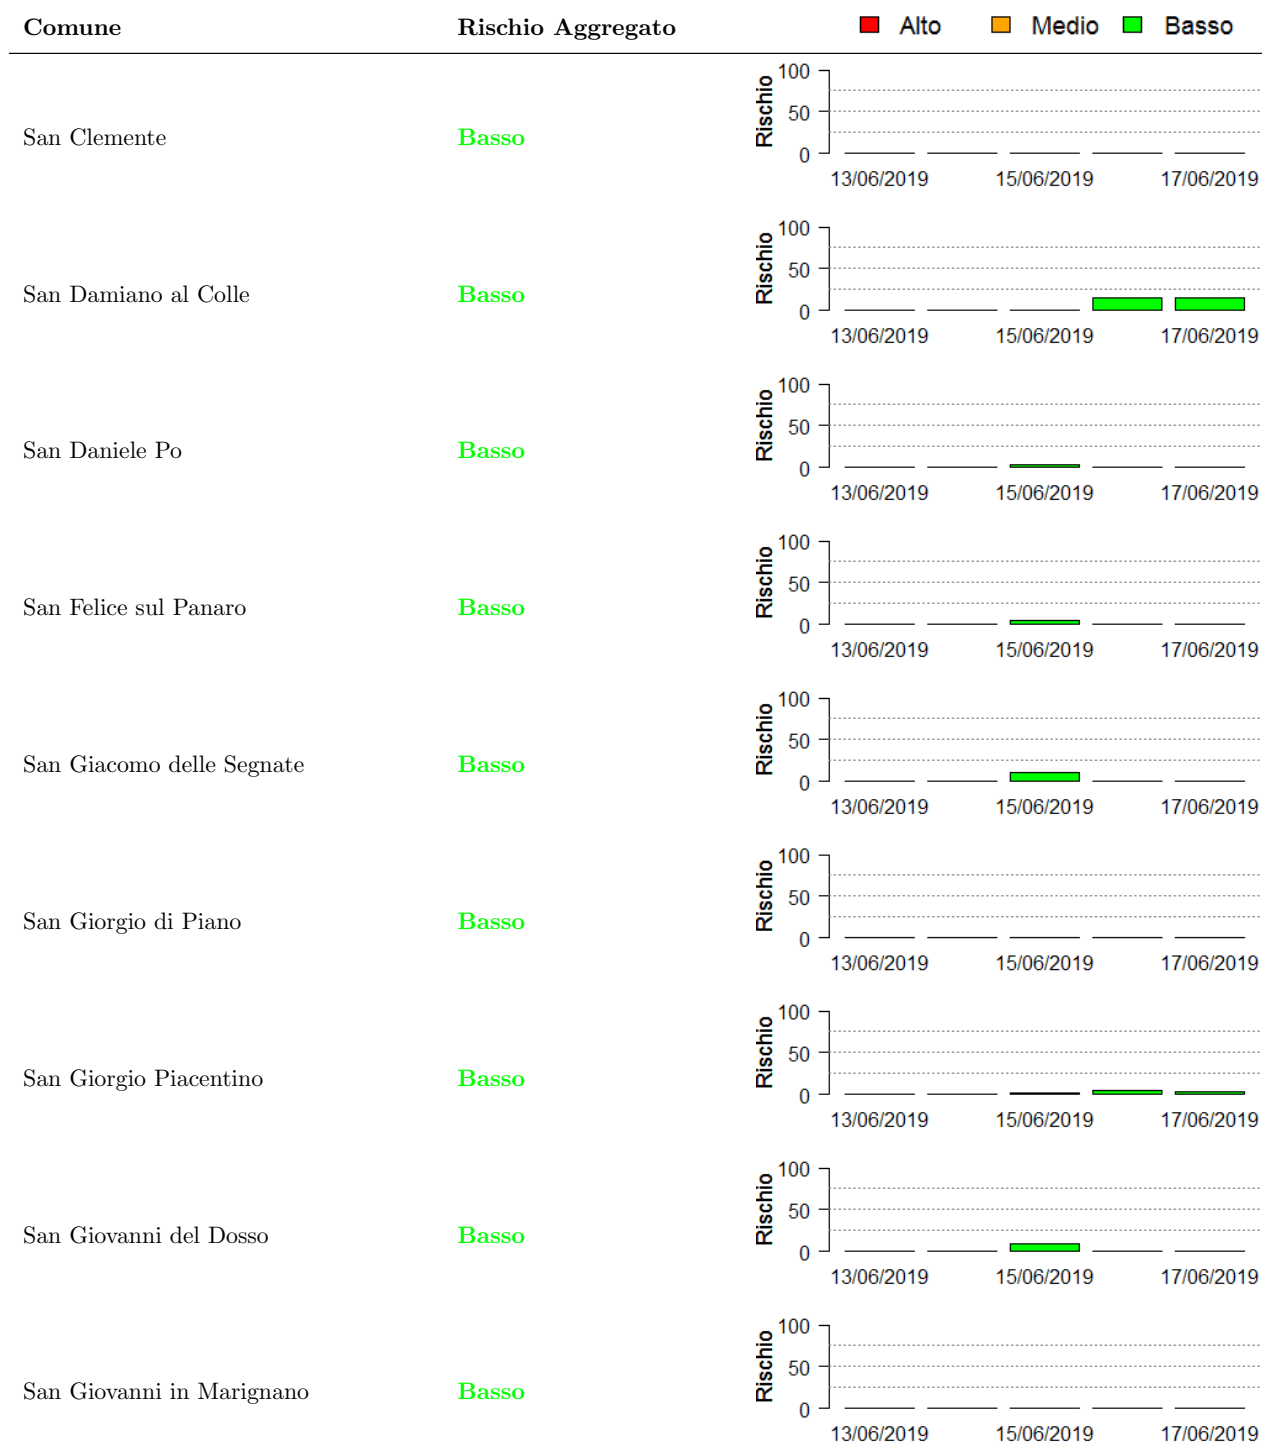 Comune Rischio Aggregato Alto Medio Basso
San Clemente Basso
Rischio
100
50
0
13/06/2019 15/06/2019 17/06/2019
San Damiano al Colle Basso
Rischio
100
50
0
13/06/2019 15/06/2019 17/06/2019
San Daniele Po Basso
Rischio
100
50
0
13/06/2019 15/06/2019 17/06/2019
San Felice sul Panaro Basso
Rischio
100
50
0
13/06/2019 15/06/2019 17/06/2019
San Giacomo delle Segnate Basso
Rischio
100
50
0
13/06/2019 15/06/2019 17/06/2019
San Giorgio di Piano Basso
Rischio
100
50
0
13/06/2019 15/06/2019 17/06/2019
San Giorgio Piacentino Basso
Rischio
100
50
0
13/06/2019 15/06/2019 17/06/2019
San Giovanni del Dosso Basso
Rischio
100
50
0
13/06/2019 15/06/2019 17/06/2019
San Giovanni in Marignano Basso
Rischio
100
50
0
13/06/2019 15/06/2019 17/06/2019